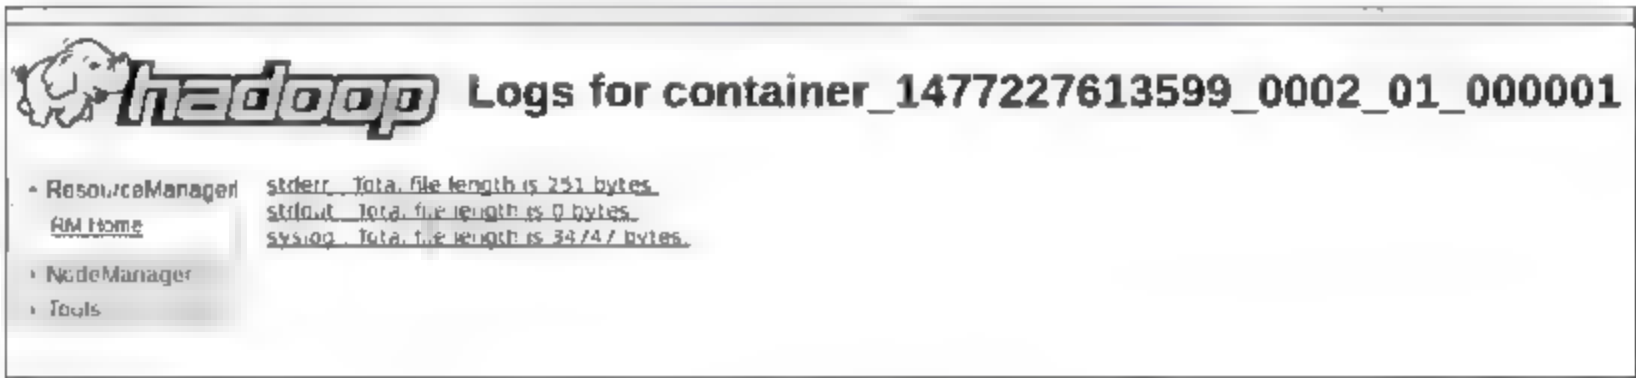 hadoop Logs for container_1477227613599_0002_01_000001
ResourceManager
RM Home
NodeManager
Tools
stderr : Total file length is 251 bytes.
stdout : Total file length is 0 bytes.
syslog : Total file length is 34747 bytes.